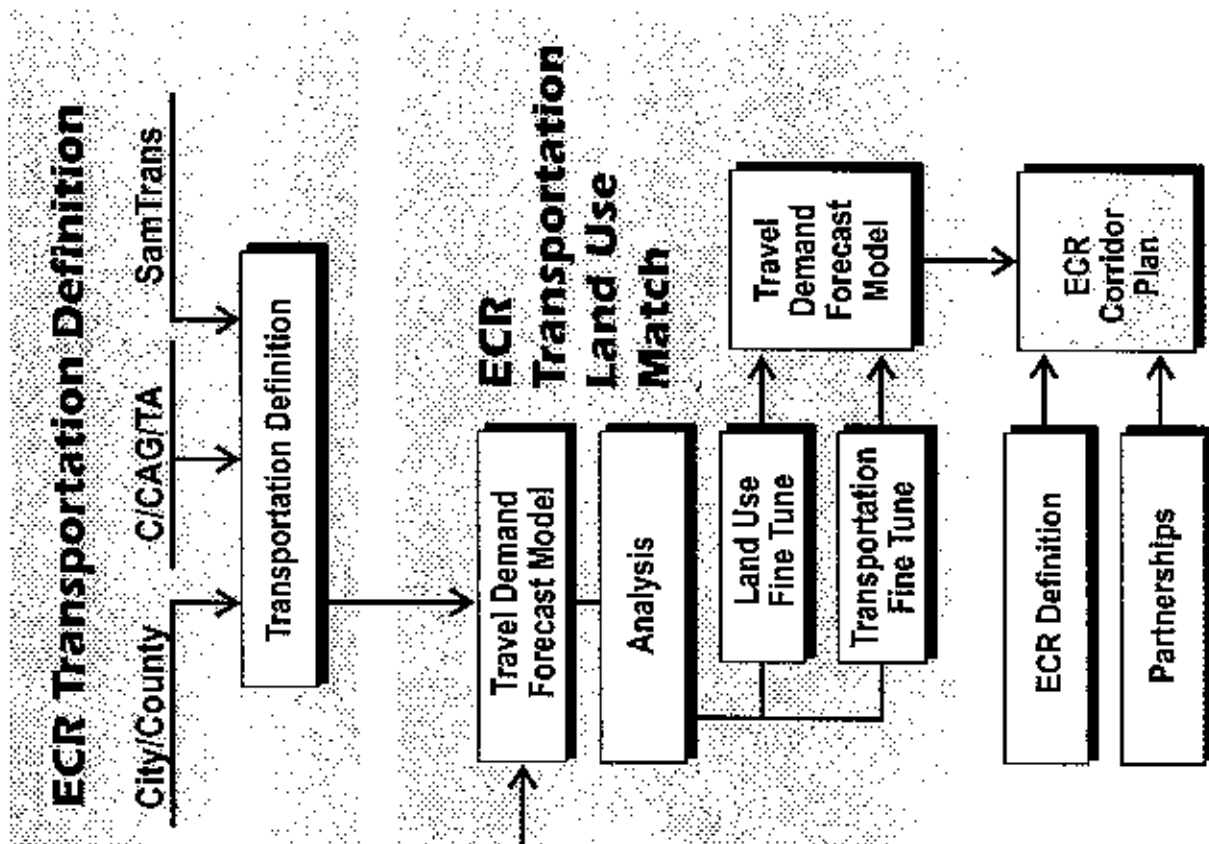 ECR Transportation Definition
City/County
C/CAG/TA
SamTrans
Transportation Definition
ECR
Transportation
Land Use
Match
Travel Demand
Forecast Model
Analysis
Land Use
Fine Tune
Transportation
Fine Tune
Travel
Demand
Forecast
Model
ECR Definition
Partnerships
ECR
Corridor
Plan